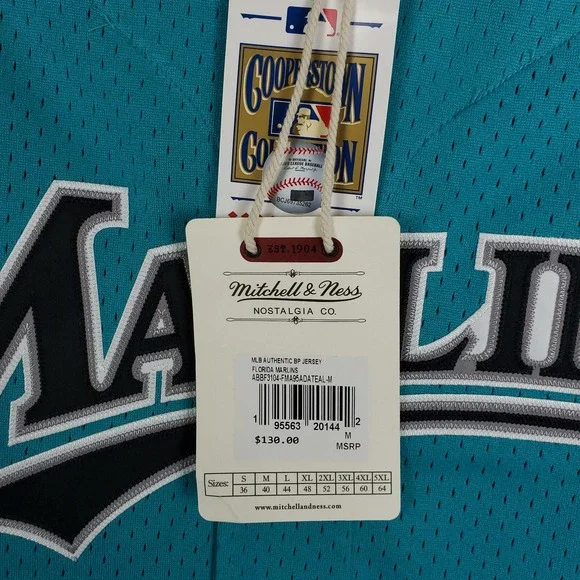 COOPERSTOWN
COLLECTION
EST. 1904
Mitchell & Ness
NOSTALGIA CO.
MLB AUTHENTIC BP JERSEY
FLORIDA MARLINS
ABBF3104-FMA95ADATEAL-M
1 95563 20144 2
M
$130.00
MSRP
Sizes: S M L XL 2XL 3XL 4XL 5XL
36 40 44 48 52 56 60 64
www.mitchellandness.com
MARLIN